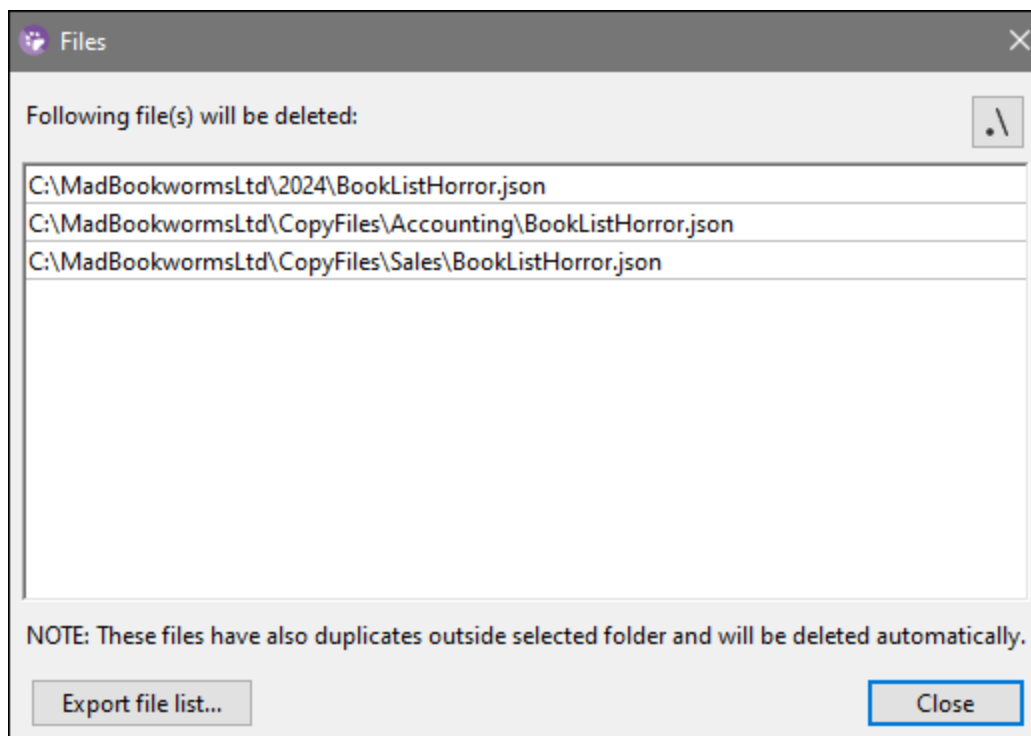 Files
Following file(s) will be deleted:
.\
C:\MadBookwormsLtd\2024\BookListHorror.json
C:\MadBookwormsLtd\CopyFiles\Accounting\BookListHorror.json
C:\MadBookwormsLtd\CopyFiles\Sales\BookListHorror.json
NOTE: These files have also duplicates outside selected folder and will be deleted automatically.
Export file list...
Close